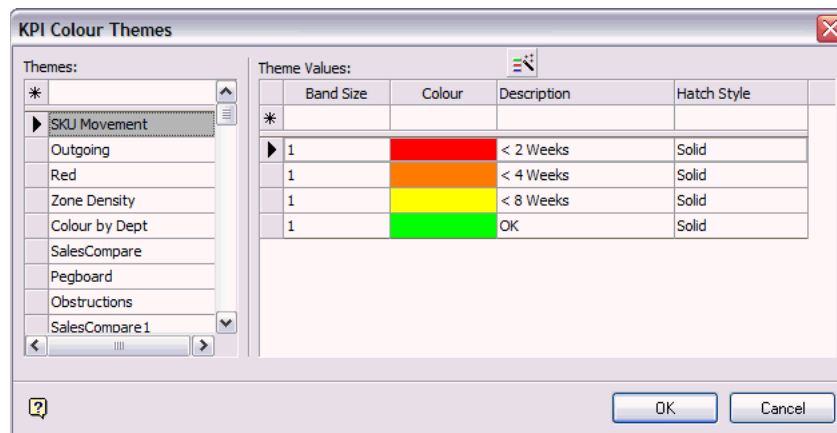 KPI Colour Themes
Themes:
SKU Movement
Outgoing
Red
Zone Density
Colour by Dept
SalesCompare
Pegboard
Obstructions
SalesCompare1
Theme Values:
Band Size Colour Description Hatch Style
1 < 2 Weeks Solid
1 < 4 Weeks Solid
1 < 8 Weeks Solid
1 OK Solid
OK Cancel